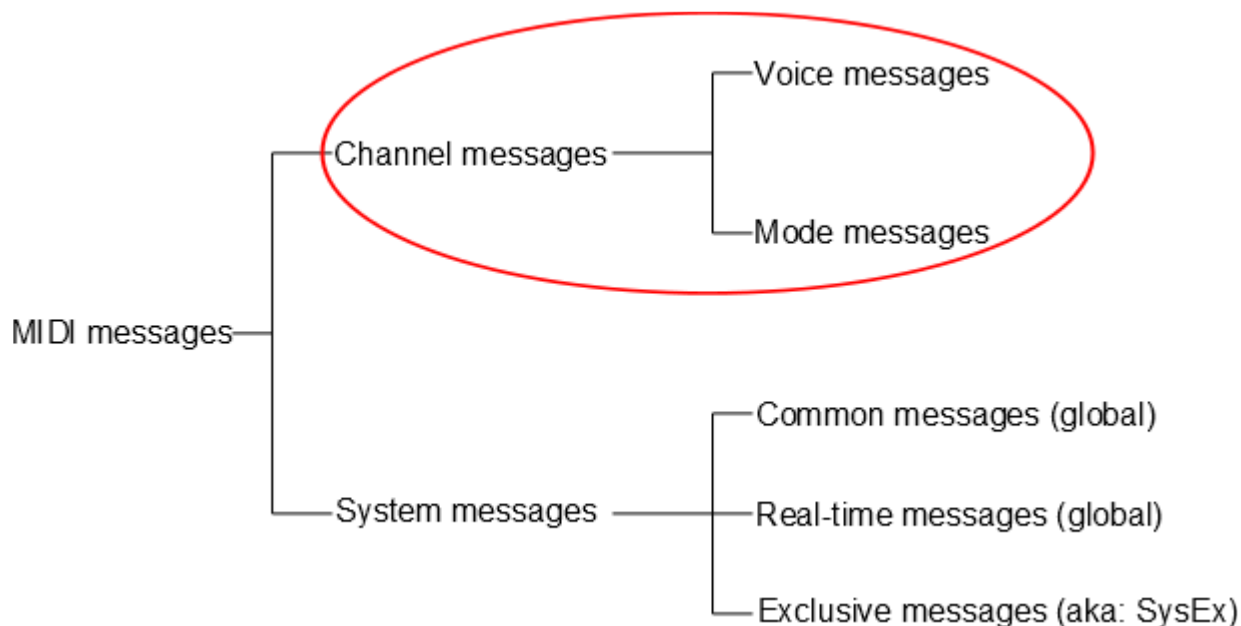 Voice messages
Channel messages
Mode messages
MIDI messages
Common messages (global)
System messages
Real-time messages (global)
Exclusive messages (aka: SysEx)